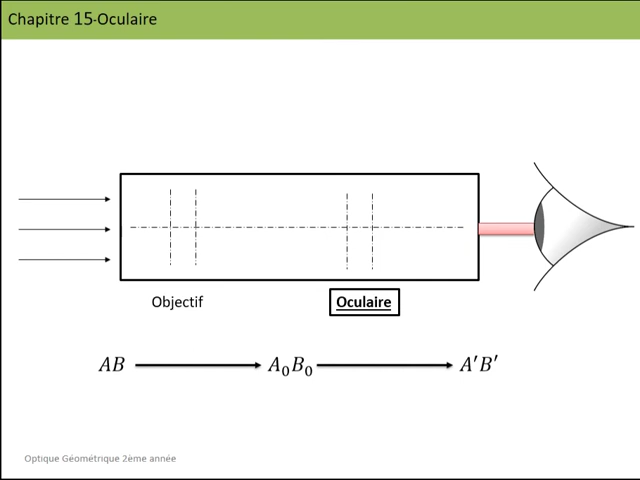 Chapitre 15-Oculaire
Objectif
Oculaire
AB
A₀B₀
A′B′
Optique Géométrique 2ème année